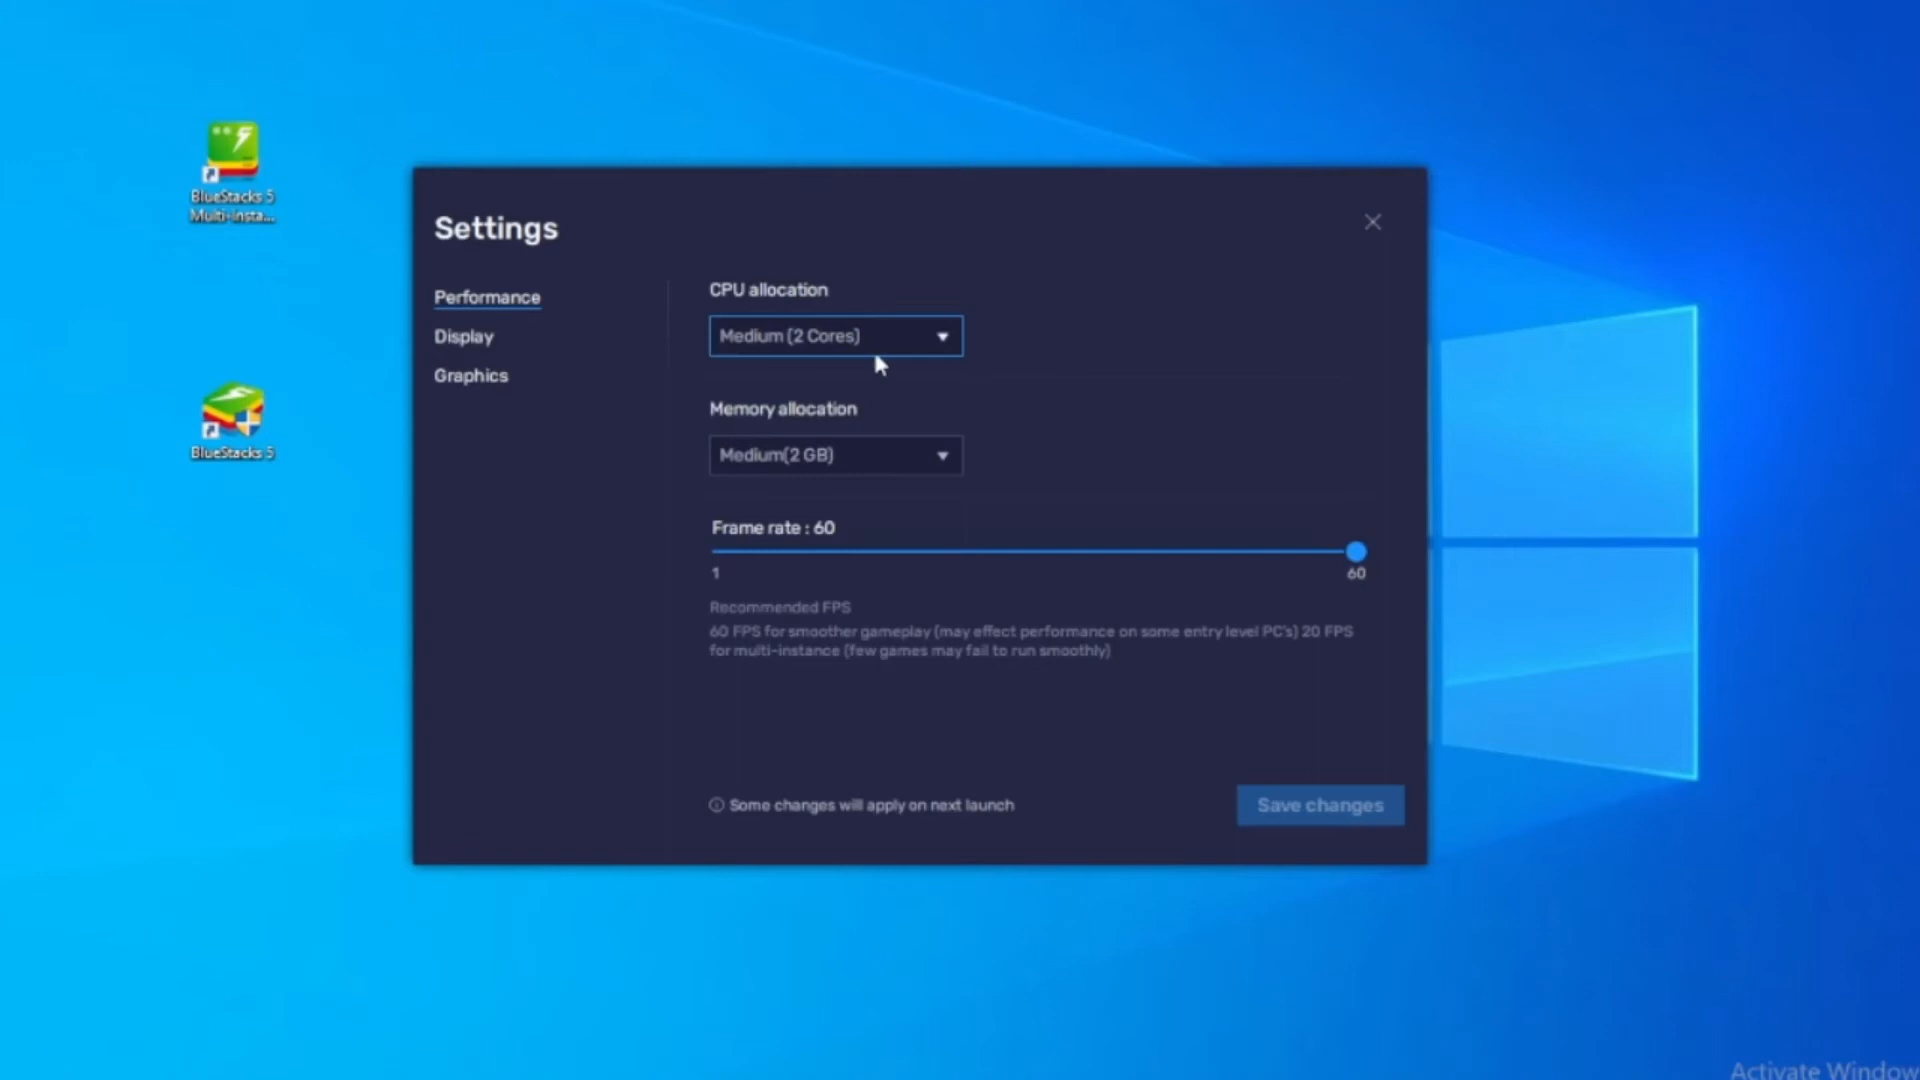 BlueStacks 5
Multi-Insta...
BlueStacks 5
Settings
Performance
Display
Graphics
CPU allocation
Medium (2 Cores)
Memory allocation
Medium(2 GB)
Frame rate : 60
1
60
Recommended FPS
60 FPS for smoother gameplay (may effect performance on some entry level PC's) 20 FPS
for multi-instance (few games may fail to run smoothly)
Some changes will apply on next launch
Save changes
Activate Window